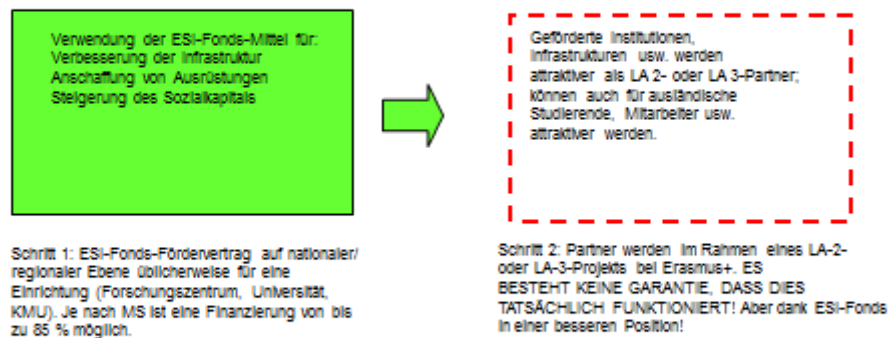 Verwendung der ESI-Fonds-Mittel für:
Verbesserung der Infrastruktur
Anschaffung von Ausrüstungen
Steigerung des Sozialkapitals
Geförderte Institutionen,
Infrastrukturen usw. werden
attraktiver als LA 2- oder LA 3-Partner;
können auch für ausländische
Studierende, Mitarbeiter usw.
attraktiver werden.
Schritt 1: ESI-Fonds-Fördervertrag auf nationaler/
regionaler Ebene üblicherweise für eine
Einrichtung (Forschungszentrum, Universität,
KMU). Je nach MS ist eine Finanzierung von bis
zu 85 % möglich.
Schritt 2: Partner werden im Rahmen eines LA-2-
oder LA-3-Projekts bei Erasmus+. ES
BESTEHT KEINE GARANTIE, DASS DIES
TATSÄCHLICH FUNKTIONIERT! Aber dank ESI-Fonds
in einer besseren Position!